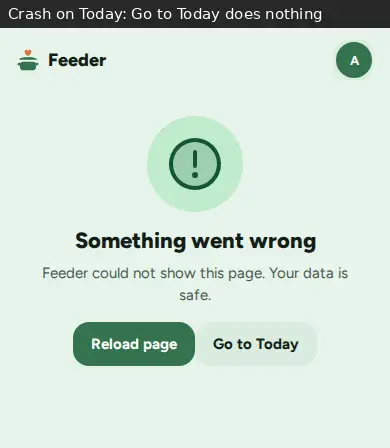 Crash on Today: Go to Today does nothing
Feeder
A
Something went wrong
Feeder could not show this page. Your data is
safe.
Reload page
Go to Today